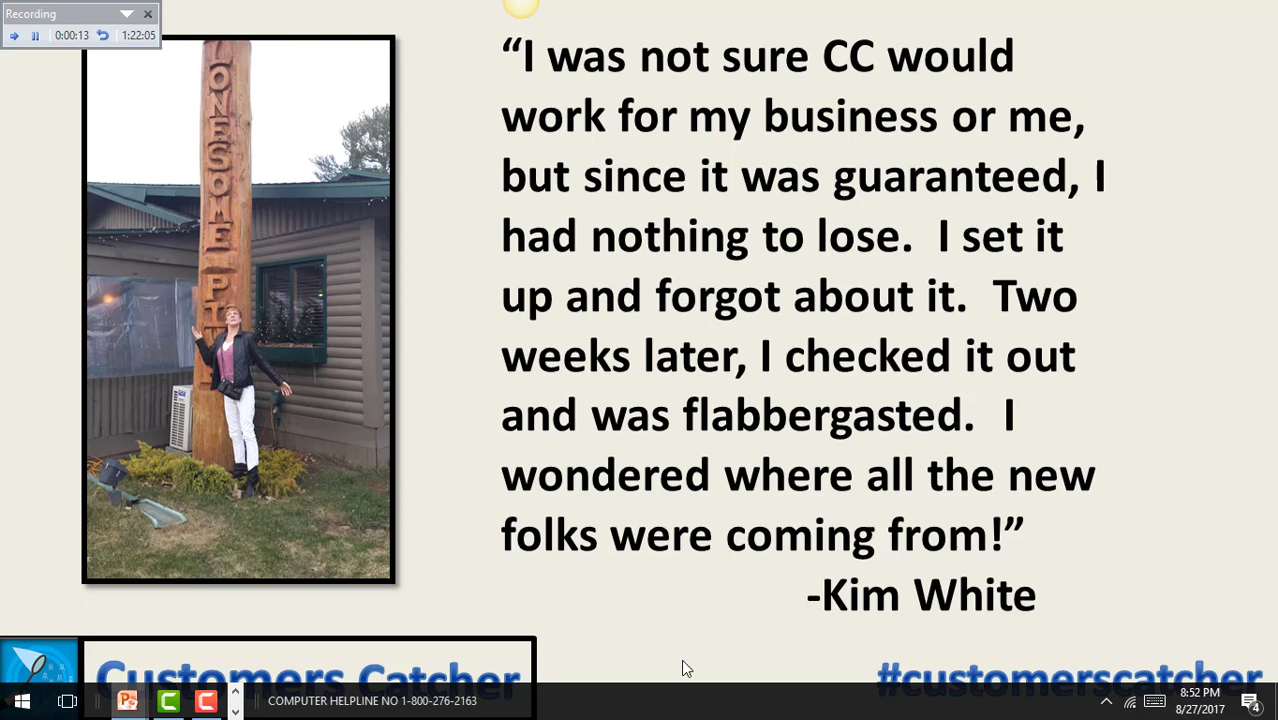 Recording
0:00:13
1:22:05
ONESOME PI
“I was not sure CC would
work for my business or me,
but since it was guaranteed, I
had nothing to lose.  I set it
up and forgot about it.  Two
weeks later, I checked it out
and was flabbergasted.  I
wondered where all the new
folks were coming from!”
-Kim White
Customers Catcher
#customerscatcher
COMPUTER HELPLINE NO 1-800-276-2163
8:52 PM
8/27/2017
4